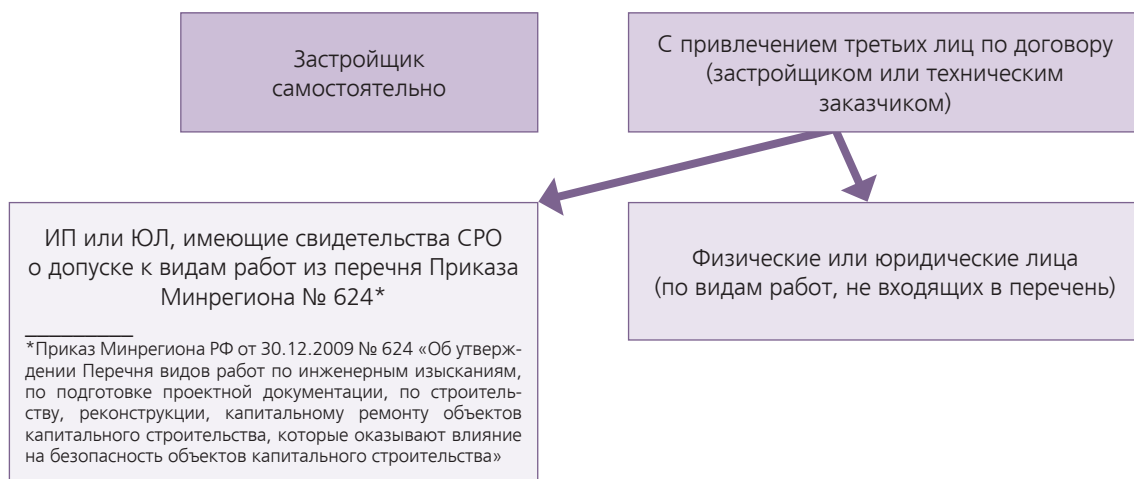 Застройщик
самостоятельно
С привлечением третьих лиц по договору
(застройщиком или техническим
заказчиком)
ИП или ЮЛ, имеющие свидетельства СРО
о допуске к видам работ из перечня Приказа
Минрегиона № 624*
*Приказ Минрегиона РФ от 30.12.2009 № 624 «Об утверж-
дении Перечня видов работ по инженерным изысканиям,
по подготовке проектной документации, по строитель-
ству, реконструкции, капитальному ремонту объектов
капитального строительства, которые оказывают влияние
на безопасность объектов капитального строительства»
Физические или юридические лица
(по видам работ, не входящих в перечень)